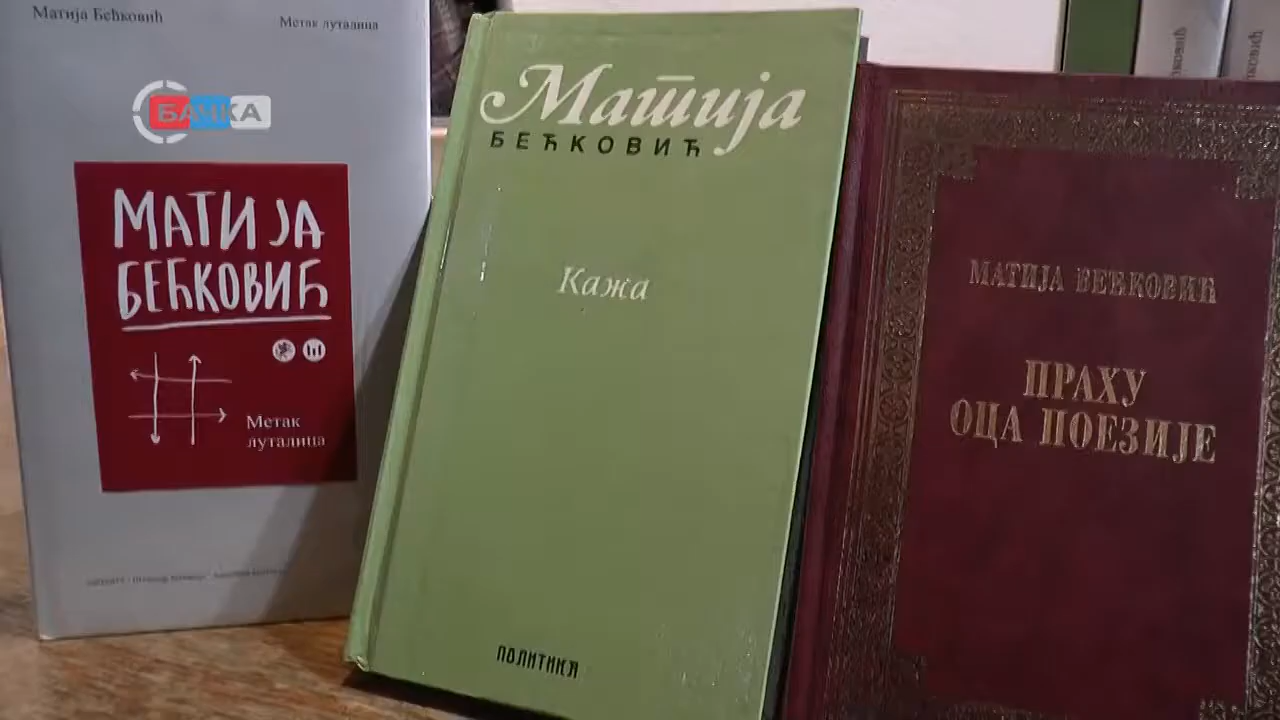 Матија Бећковић
Метак луталица
БАЧКА
МАТИЈА
БЕЋКОВИЋ
Метак
луталица
Матија
БЕЋКОВИЋ
Кажа
ПОЛИТИКА
МАТИЈА БЕЋКОВИЋ
ПРАХУ
ОЦА ПОЕЗИЈЕ